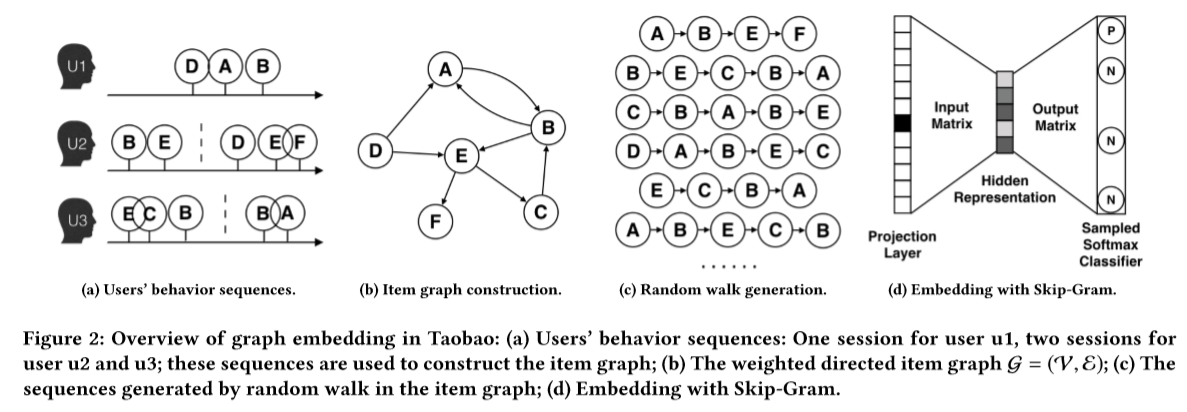 U1 D A B
U2 B E D E F
U3 E C B B A
(a) Users' behavior sequences.
A
B
D E
C
F
(b) Item graph construction.
A B E F
B E C B A
C B A B E
D A B E C
E C B A
A B E C B
......
(c) Random walk generation.
P
N
N
N
Input
Matrix
Output
Matrix
Hidden
Representation
Projection
Layer
Sampled
Softmax
Classifier
(d) Embedding with Skip-Gram.
Figure 2: Overview of graph embedding in Taobao: (a) Users' behavior sequences: One session for user u1, two sessions for
user u2 and u3; these sequences are used to construct the item graph; (b) The weighted directed item graph 𝒢 = (𝒱, ℰ); (c) The
sequences generated by random walk in the item graph; (d) Embedding with Skip-Gram.